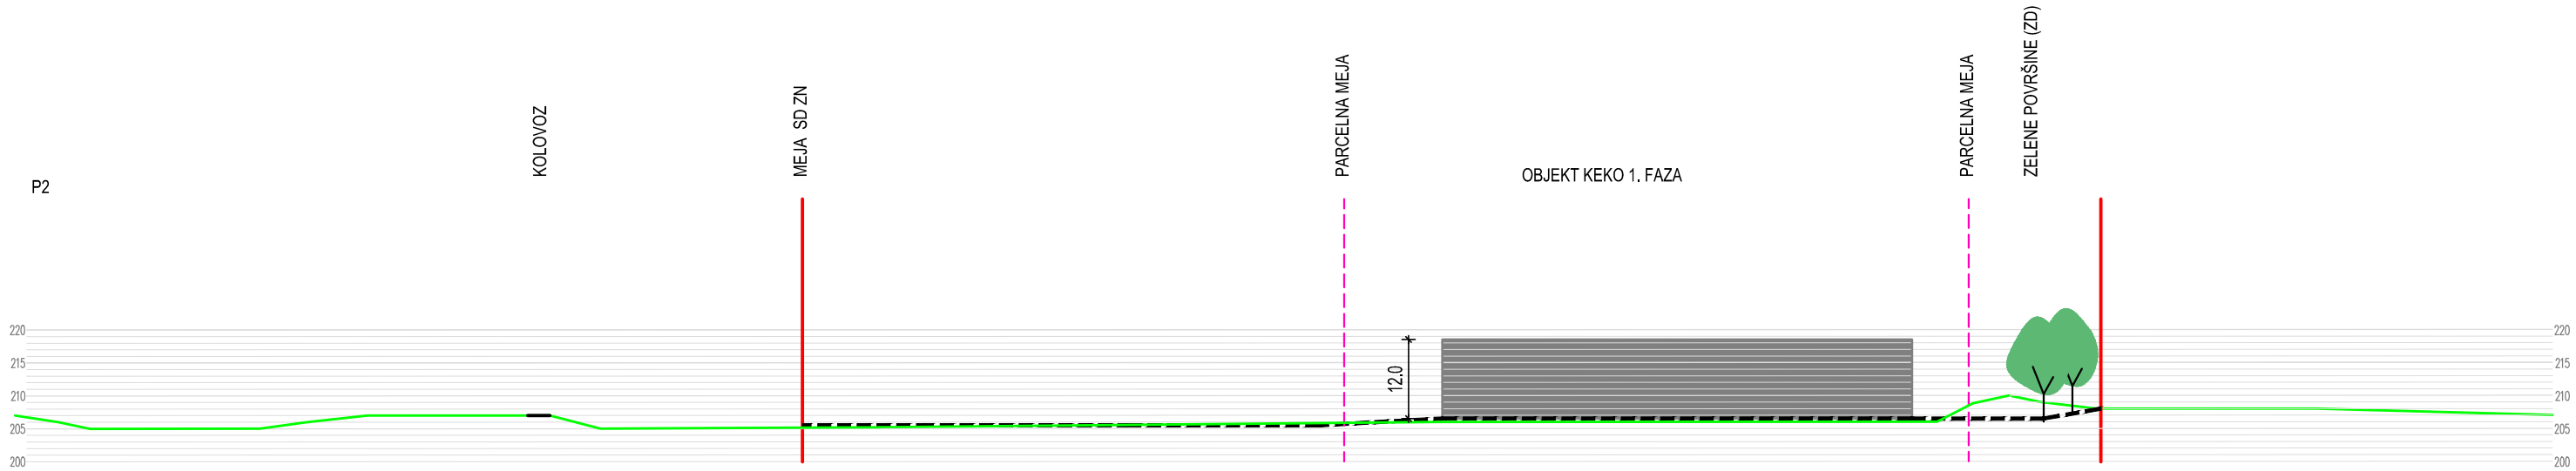 P2
KOLOVOZ
MEJA SD ZN
PARCELNA MEJA
OBJEKT KEKO 1. FAZA
PARCELNA MEJA
ZELENE POVRŠINE (ZD)
12.0
220
215
210
205
200
220
215
210
205
200